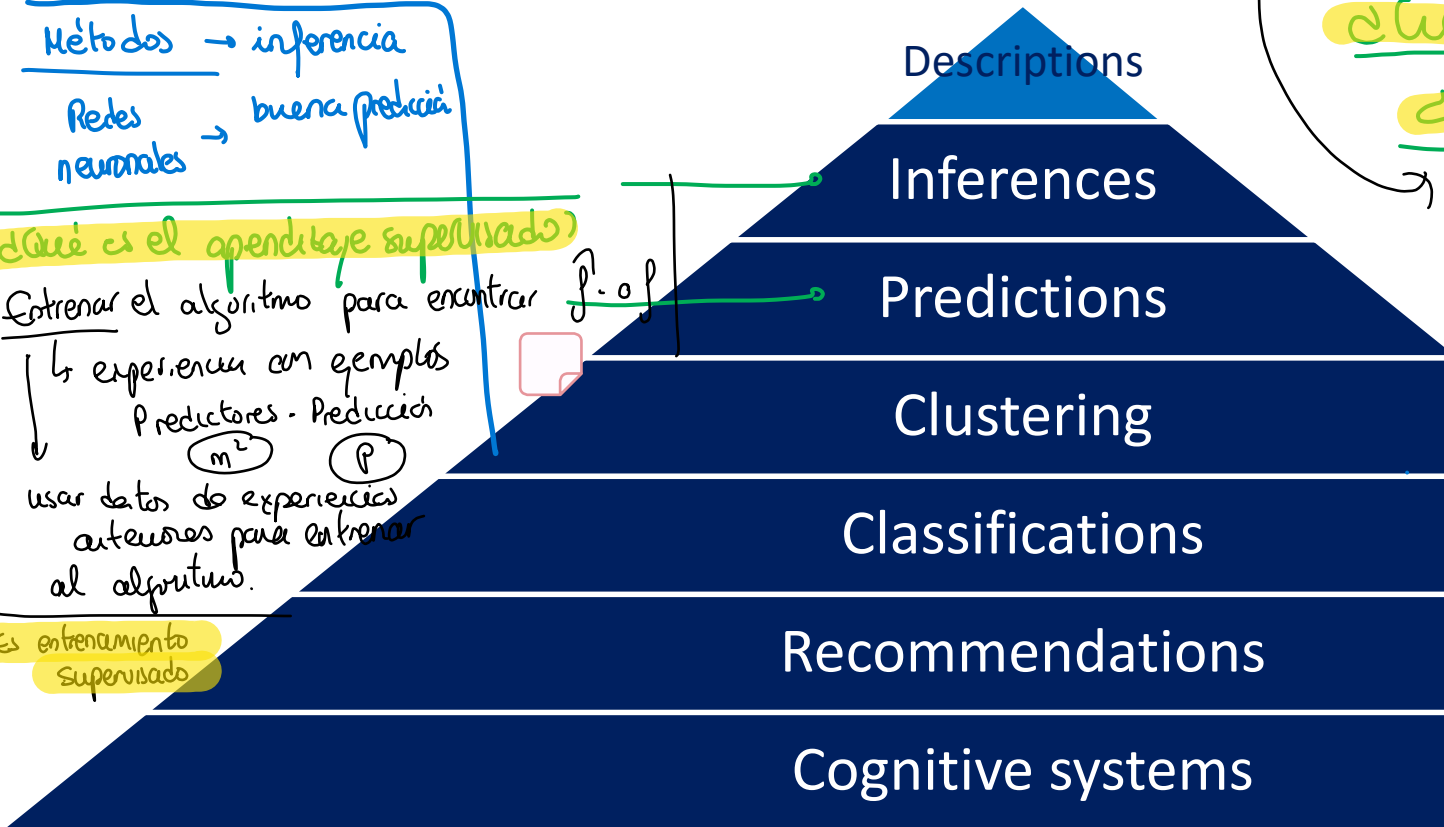 Métodos → inferencia
Redes neuronales → buena predicción
¿Qué es el aprendizaje supervisado?
Entrenar el algoritmo para encontrar f̂ o f
↳ experiencia con ejemplos
Predictores - Predicción
m² P
usar datos de experiencias
anteriores para entrenar
al algoritmo.
Es entrenamiento
supervisado
Descriptions
Inferences
Predictions
Clustering
Classifications
Recommendations
Cognitive systems